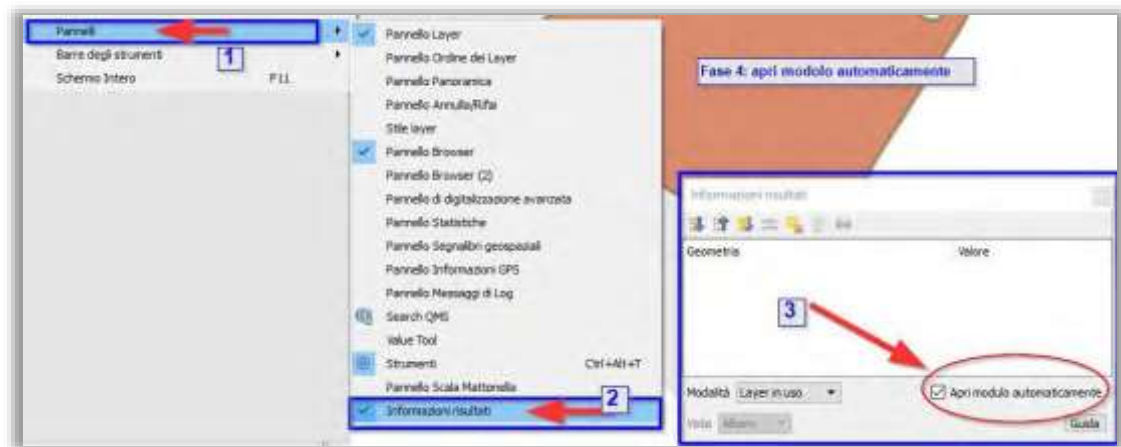 Pannelli
1
Barre degli strumenti
Schermo Intero F11
Pannello Layer
Pannello Ordine dei Layer
Pannello Panoramica
Pannello Annulla/Rifai
Stile layer
Pannello Browser
Pannello Browser (2)
Pannello di digitalizzazione avanzata
Pannello Statistiche
Pannello Segnalibri geospaziali
Pannello Informazioni GPS
Pannello Messaggi di Log
Search QMS
Value Tool
Strumenti Ctrl+Alt+T
Pannello Scala Mattonella
2
Informazioni risultati
Fase 4: apri modolo automaticamente
Informazioni risultati
Geometria Valore
3
Modalità Layer in uso Apri modulo automaticamente
Vista Albero Guida